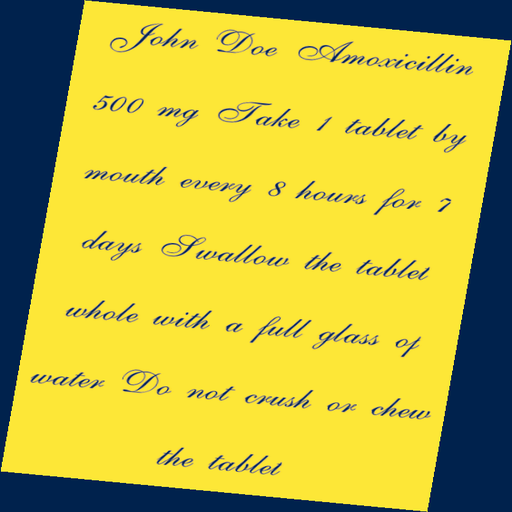 John Doe Amoxicillin
500 mg Take 1 tablet by
mouth every 8 hours for 7
days Swallow the tablet
whole with a full glass of
water Do not crush or chew
the tablet